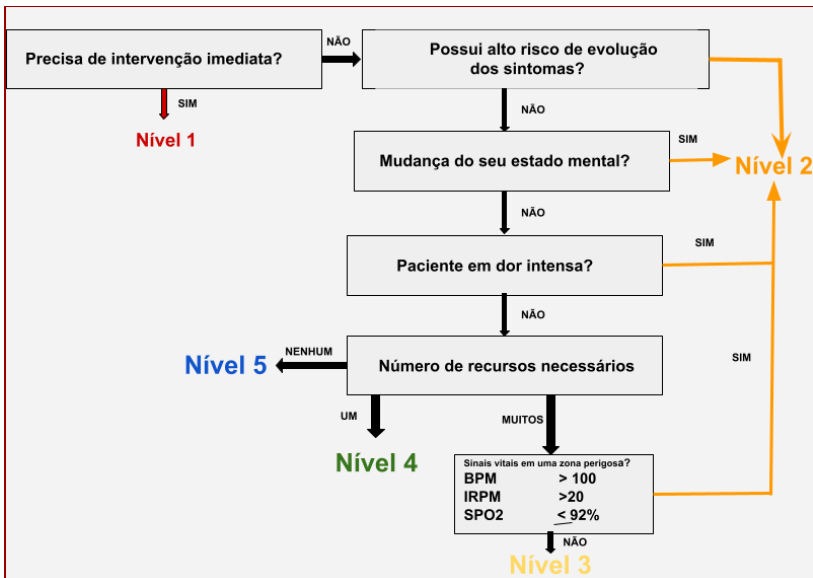 Precisa de intervenção imediata?
NÃO
Possui alto risco de evolução
dos sintomas?
SIM
Nível 1
NÃO
Mudança do seu estado mental?
SIM
Nível 2
NÃO
Paciente em dor intensa?
SIM
NÃO
Nível 5
NENHUM
Número de recursos necessários
SIM
UM
MUITOS
Nível 4
Sinais vitais em uma zona perigosa?
BPM > 100
IRPM >20
SPO2 < 92%
NÃO
Nível 3